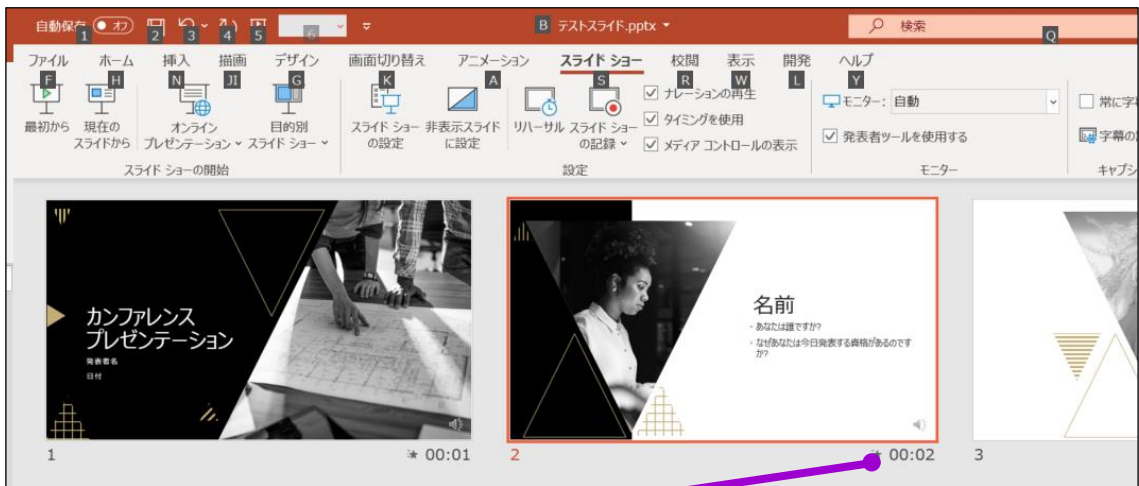 自動保存 オフ
1 2 3 4 5 6
B テストスライド.pptx
検索
Q
ファイル ホーム 挿入 描画 デザイン 画面切り替え アニメーション スライド ショー 校閲 表示 開発 ヘルプ
F H N JI G K A S R W L Y
最初から
現在の
スライドから
オンライン
プレゼンテーション
目的別
スライド ショー
スライド ショーの開始
スライド ショー
の設定
非表示スライド
に設定
リハーサル
スライド ショー
の記録
ナレーションの再生
タイミングを使用
メディア コントロールの表示
設定
モニター: 自動
発表者ツールを使用する
モニター
常に字
字幕の
キャプシ
カンファレンス
プレゼンテーション
発表者名
日付
1
00:01
名前
・あなたは誰ですか?
・なぜあなたは今日発表する資格があるのです
か?
2
00:02
3